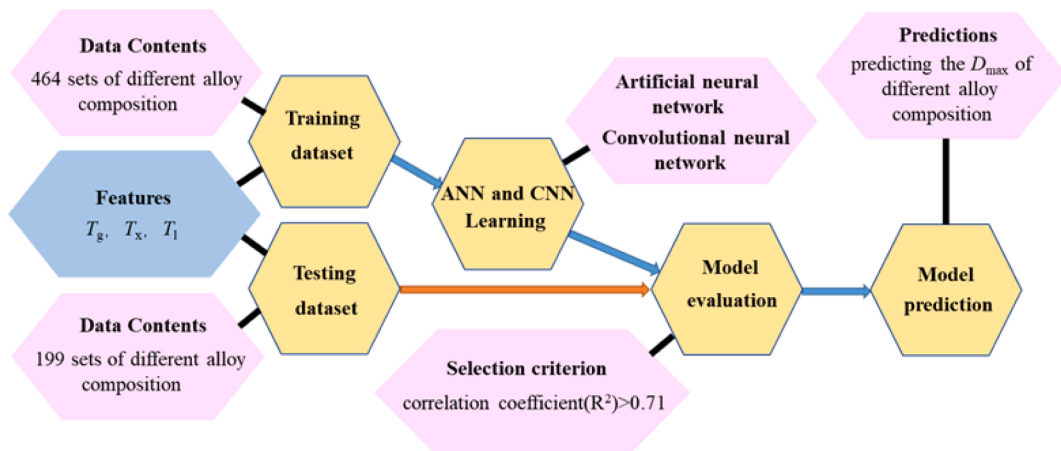 Data Contents
464 sets of different alloy
composition
Training
dataset
Features
Tg, Tx, Tl
Testing
dataset
Data Contents
199 sets of different alloy
composition
ANN and CNN
Learning
Artificial neural
network
Convolutional neural
network
Model
evaluation
Selection criterion
correlation coefficient(R²)>0.71
Model
prediction
Predictions
predicting the Dmax of
different alloy
composition